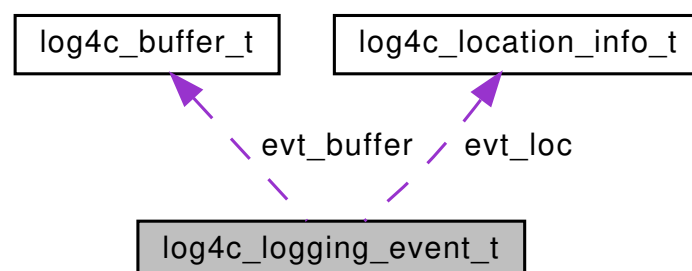 log4c_buffer_t log4c_location_info_t
evt_buffer evt_loc
log4c_logging_event_t